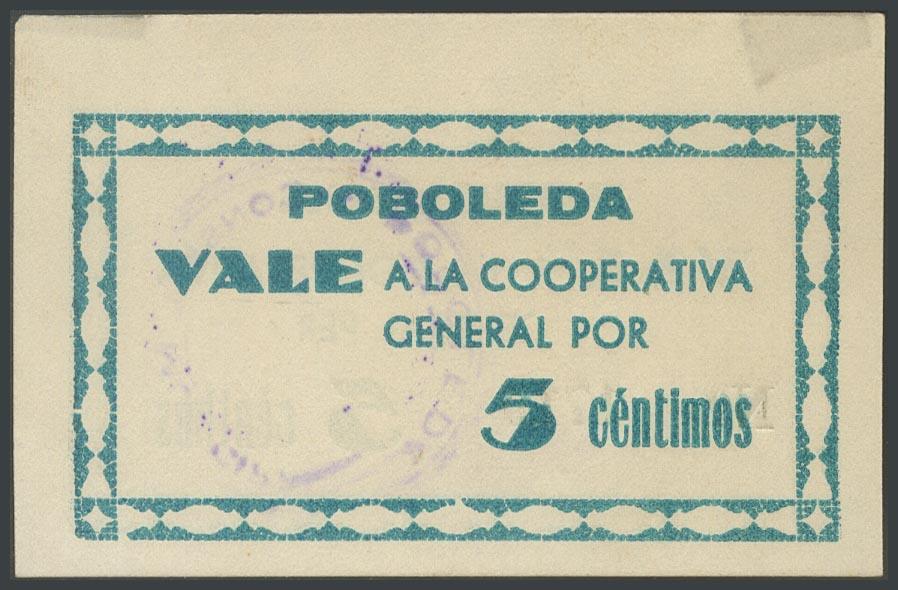 POBOLEDA
VALE A LA COOPERATIVA
GENERAL POR
5 céntimos